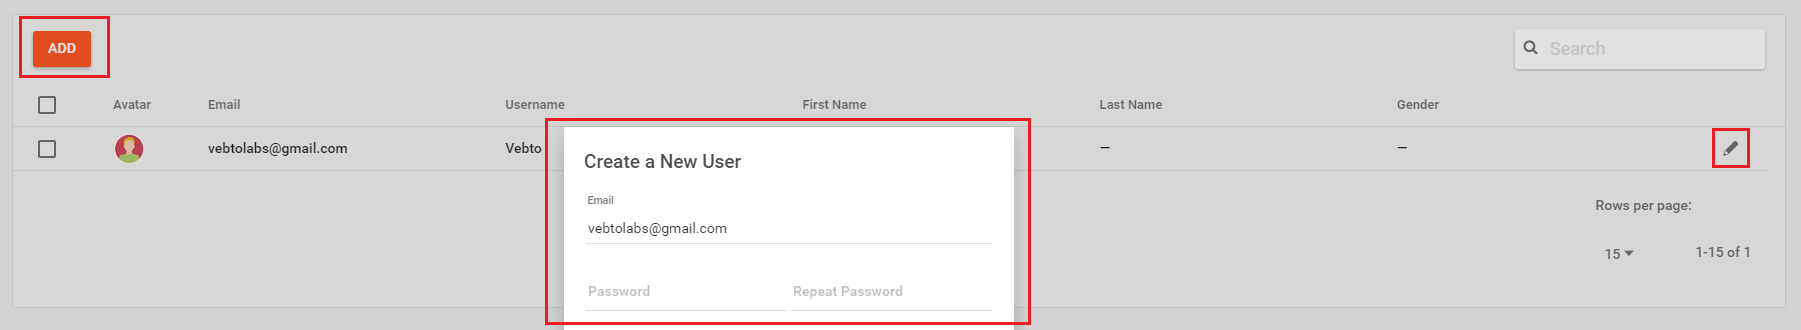 ADD
Search
Avatar Email Username First Name Last Name Gender
vebtolabs@gmail.com Vebto – –
Create a New User
Email
vebtolabs@gmail.com
Password Repeat Password
Rows per page:
15 1-15 of 1